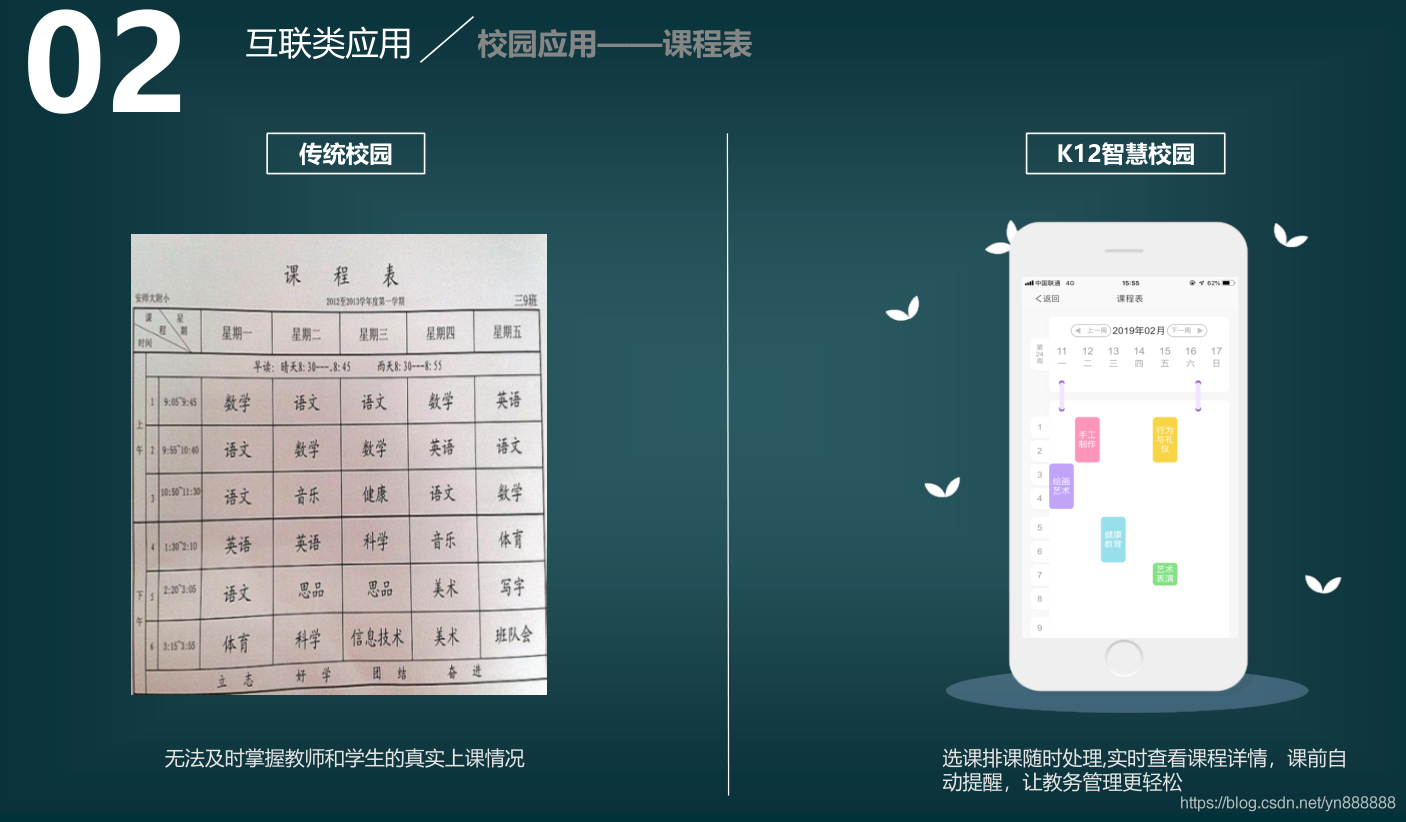 02
互联类应用
校园应用——课程表
传统校园
课 程 表
安师大附小 2012至2013学年度第一学期 三9班
课 星
程 期
时间
星期一 星期二 星期三 星期四 星期五
早读: 晴天8:30---.8:45 雨天8:30---8:55
上午
1 9:05~9:45 数学 语文 语文 数学 英语
2 9:55~10:40 语文 数学 数学 英语 语文
3 10:50~11:30 语文 音乐 健康 语文 数学
下午
4 1:30~2:10 英语 英语 科学 音乐 体育
5 2:20~3:05 语文 思品 思品 美术 写字
6 3:15~3:55 体育 科学 信息技术 美术 班队会
立 志 好 学 团 结 奋 进
无法及时掌握教师和学生的真实上课情况
K12智慧校园
中国联通 4G 15:55 62%
返回 课程表
上一周 2019年02月 下一周
第
24
周
11 12 13 14 15 16 17
一 二 三 四 五 六 日
1
2
3
4
5
6
7
8
9
手工
制作
行为
与礼
仪
绘画
艺术
健康
教育
艺术
表演
选课排课随时处理,实时查看课程详情，课前自
动提醒，让教务管理更轻松
https://blog.csdn.net/yn888888